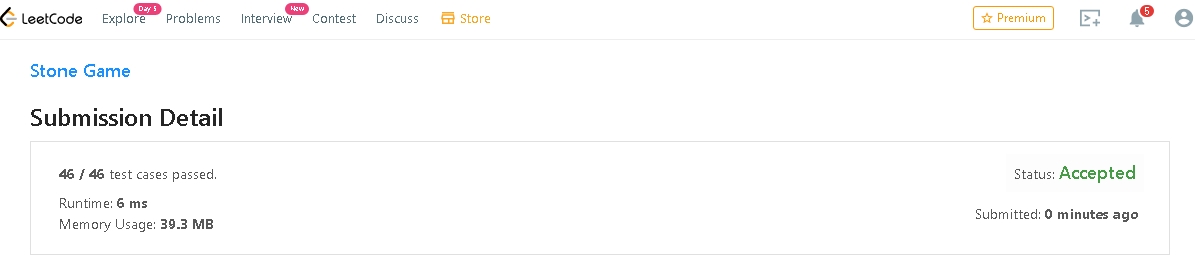 LeetCode Explore Day 5 Problems Interview New Contest Discuss Store Premium 5
Stone Game
Submission Detail
46 / 46 test cases passed.
Status: Accepted
Runtime: 6 ms
Submitted: 0 minutes ago
Memory Usage: 39.3 MB